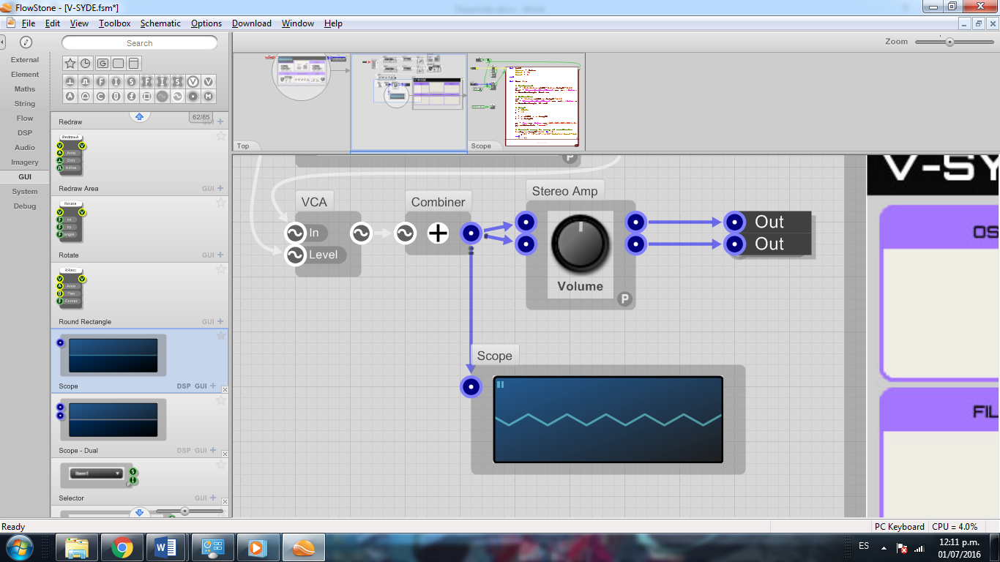 FlowStone - [V-SYDE.fsm*]
File Edit View Toolbox Schematic Options Download Window Help
Search
Zoom
External
Element
Maths
String
Flow
DSP
Audio
Imagery
GUI
System
Debug
62/85
Redraw
RedrawA
Area
Redraw Area GUI +
Rotate
cx
cy
angle
Rotate GUI +
RRect
Area
Pen
Corner
Round Rectangle GUI +
Scope DSP GUI +
Scope - Dual DSP GUI +
Item1
Selector GUI +
Top
Scope
P
VCA
In
Level
Combiner
Stereo Amp
Volume
P
Out
Out
Scope
V-SY
OS
FIL
Ready
PC Keyboard CPU = 4.0%
ES
12:11 p.m.
01/07/2016